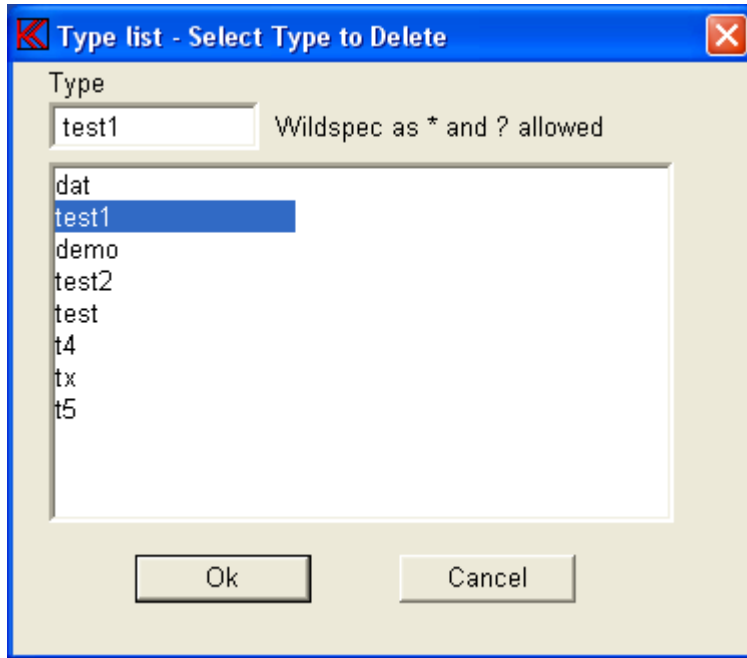 Type list - Select Type to Delete
Type
test1 Wildspec as * and ? allowed
dat
test1
demo
test2
test
t4
tx
t5
Ok Cancel